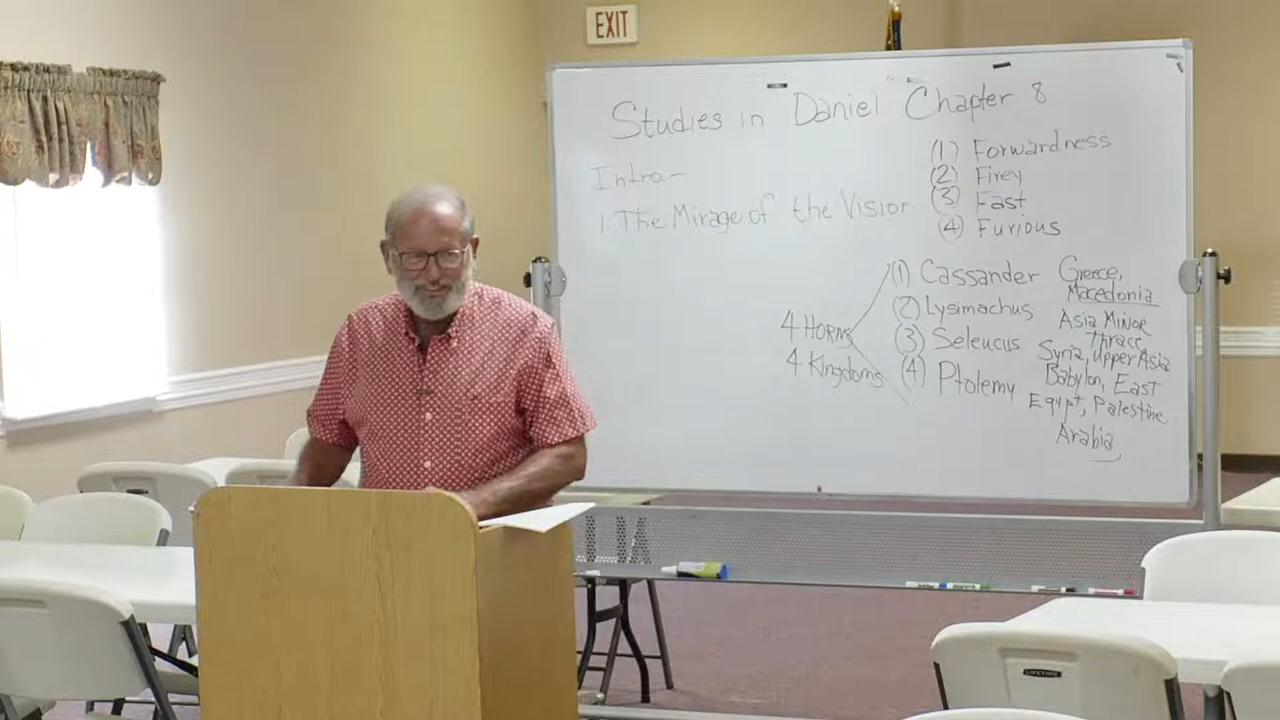 EXIT
Studies in Daniel Chapter 8
Intro:-
1. The Mirage of the Vision
(1) Forwardness
(2) Firey
(3) Fast
(4) Furious
4 Horns
4 Kingdoms
(1) Cassander Greece,
Macedonia
(2) Lysimachus Asia Minor
Thrace
(3) Seleucus Syria, Upper Asia
Babylon, East
(4) Ptolemy Egypt, Palestine
Arabia
LIFETIME